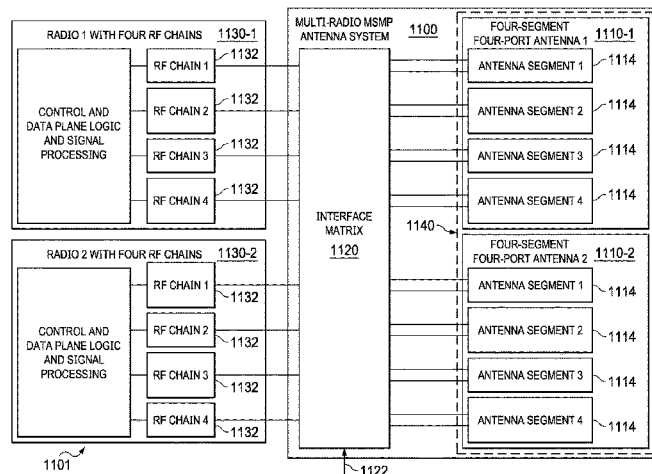 RADIO 1 WITH FOUR RF CHAINS 1130-1
CONTROL AND
DATA PLANE LOGIC
AND SIGNAL
PROCESSING
RF CHAIN 1
1132
RF CHAIN 2
1132
RF CHAIN 3
1132
RF CHAIN 4
1132
RADIO 2 WITH FOUR RF CHAINS 1130-2
CONTROL AND
DATA PLANE LOGIC
AND SIGNAL
PROCESSING
RF CHAIN 1
1132
RF CHAIN 2
1132
RF CHAIN 3
1132
RF CHAIN 4
1132
1101
MULTI-RADIO MSMP
ANTENNA SYSTEM
1100
INTERFACE
MATRIX
1120
1122
1140
FOUR-SEGMENT
FOUR-PORT ANTENNA 1
1110-1
ANTENNA SEGMENT 1
1114
ANTENNA SEGMENT 2
1114
ANTENNA SEGMENT 3
1114
ANTENNA SEGMENT 4
1114
FOUR-SEGMENT
FOUR-PORT ANTENNA 2
1110-2
ANTENNA SEGMENT 1
1114
ANTENNA SEGMENT 2
1114
ANTENNA SEGMENT 3
1114
ANTENNA SEGMENT 4
1114